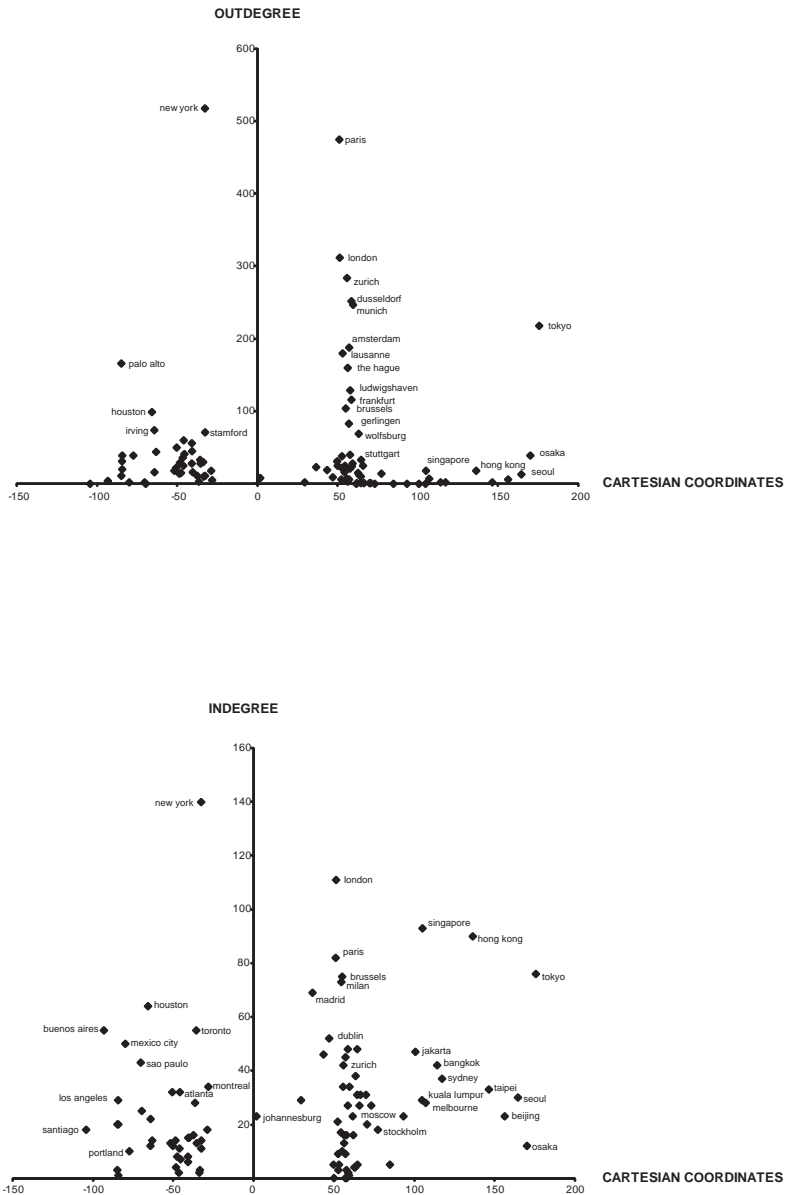 OUTDEGREE
600
new york
500
paris
400
300
london
zurich
dusseldorf
munich
tokyo
200
amsterdam
lausanne
palo alto
the hague
ludwigshaven
frankfurt
houston
100
brussels
gerlingen
irving
stamford
wolfsburg
stuttgart
osaka
singapore
hong kong
seoul
CARTESIAN COORDINATES
-150 -100 -50 0 50 100 150 200
INDEGREE
160
new york
140
120
london
100
singapore
hong kong
paris
80
brussels
tokyo
milan
madrid
houston
60
buenos aires
toronto
dublin
mexico city
jakarta
sao paulo
zurich
bangkok
40
sydney
montreal
taipei
atlanta
los angeles
kuala lumpur
seoul
melbourne
johannesburg
moscow
beijing
20
santiago
stockholm
portland
osaka
CARTESIAN COORDINATES
-150 -100 -50 0 50 100 150 200